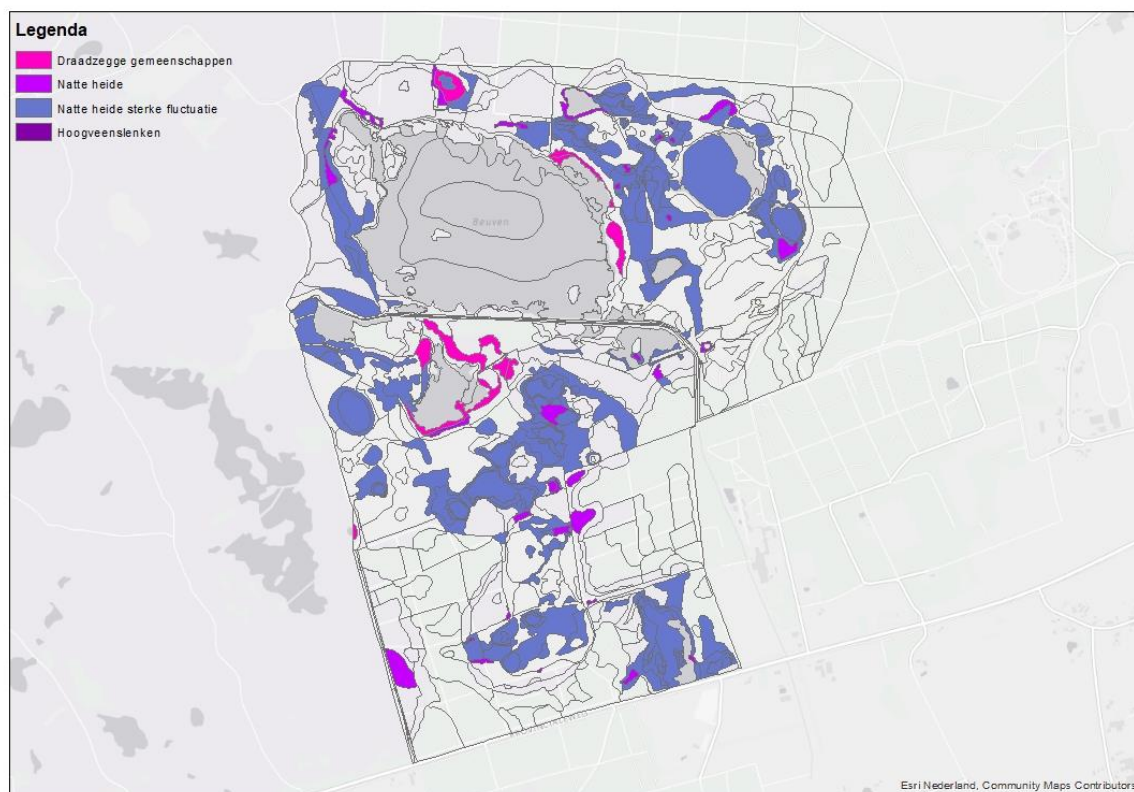 Legenda
Draadzegge gemeenschappen
Natte heide
Natte heide sterke fluctuatie
Hoogveenslenken
Beuven
Esri Nederland, Community Maps Contributors